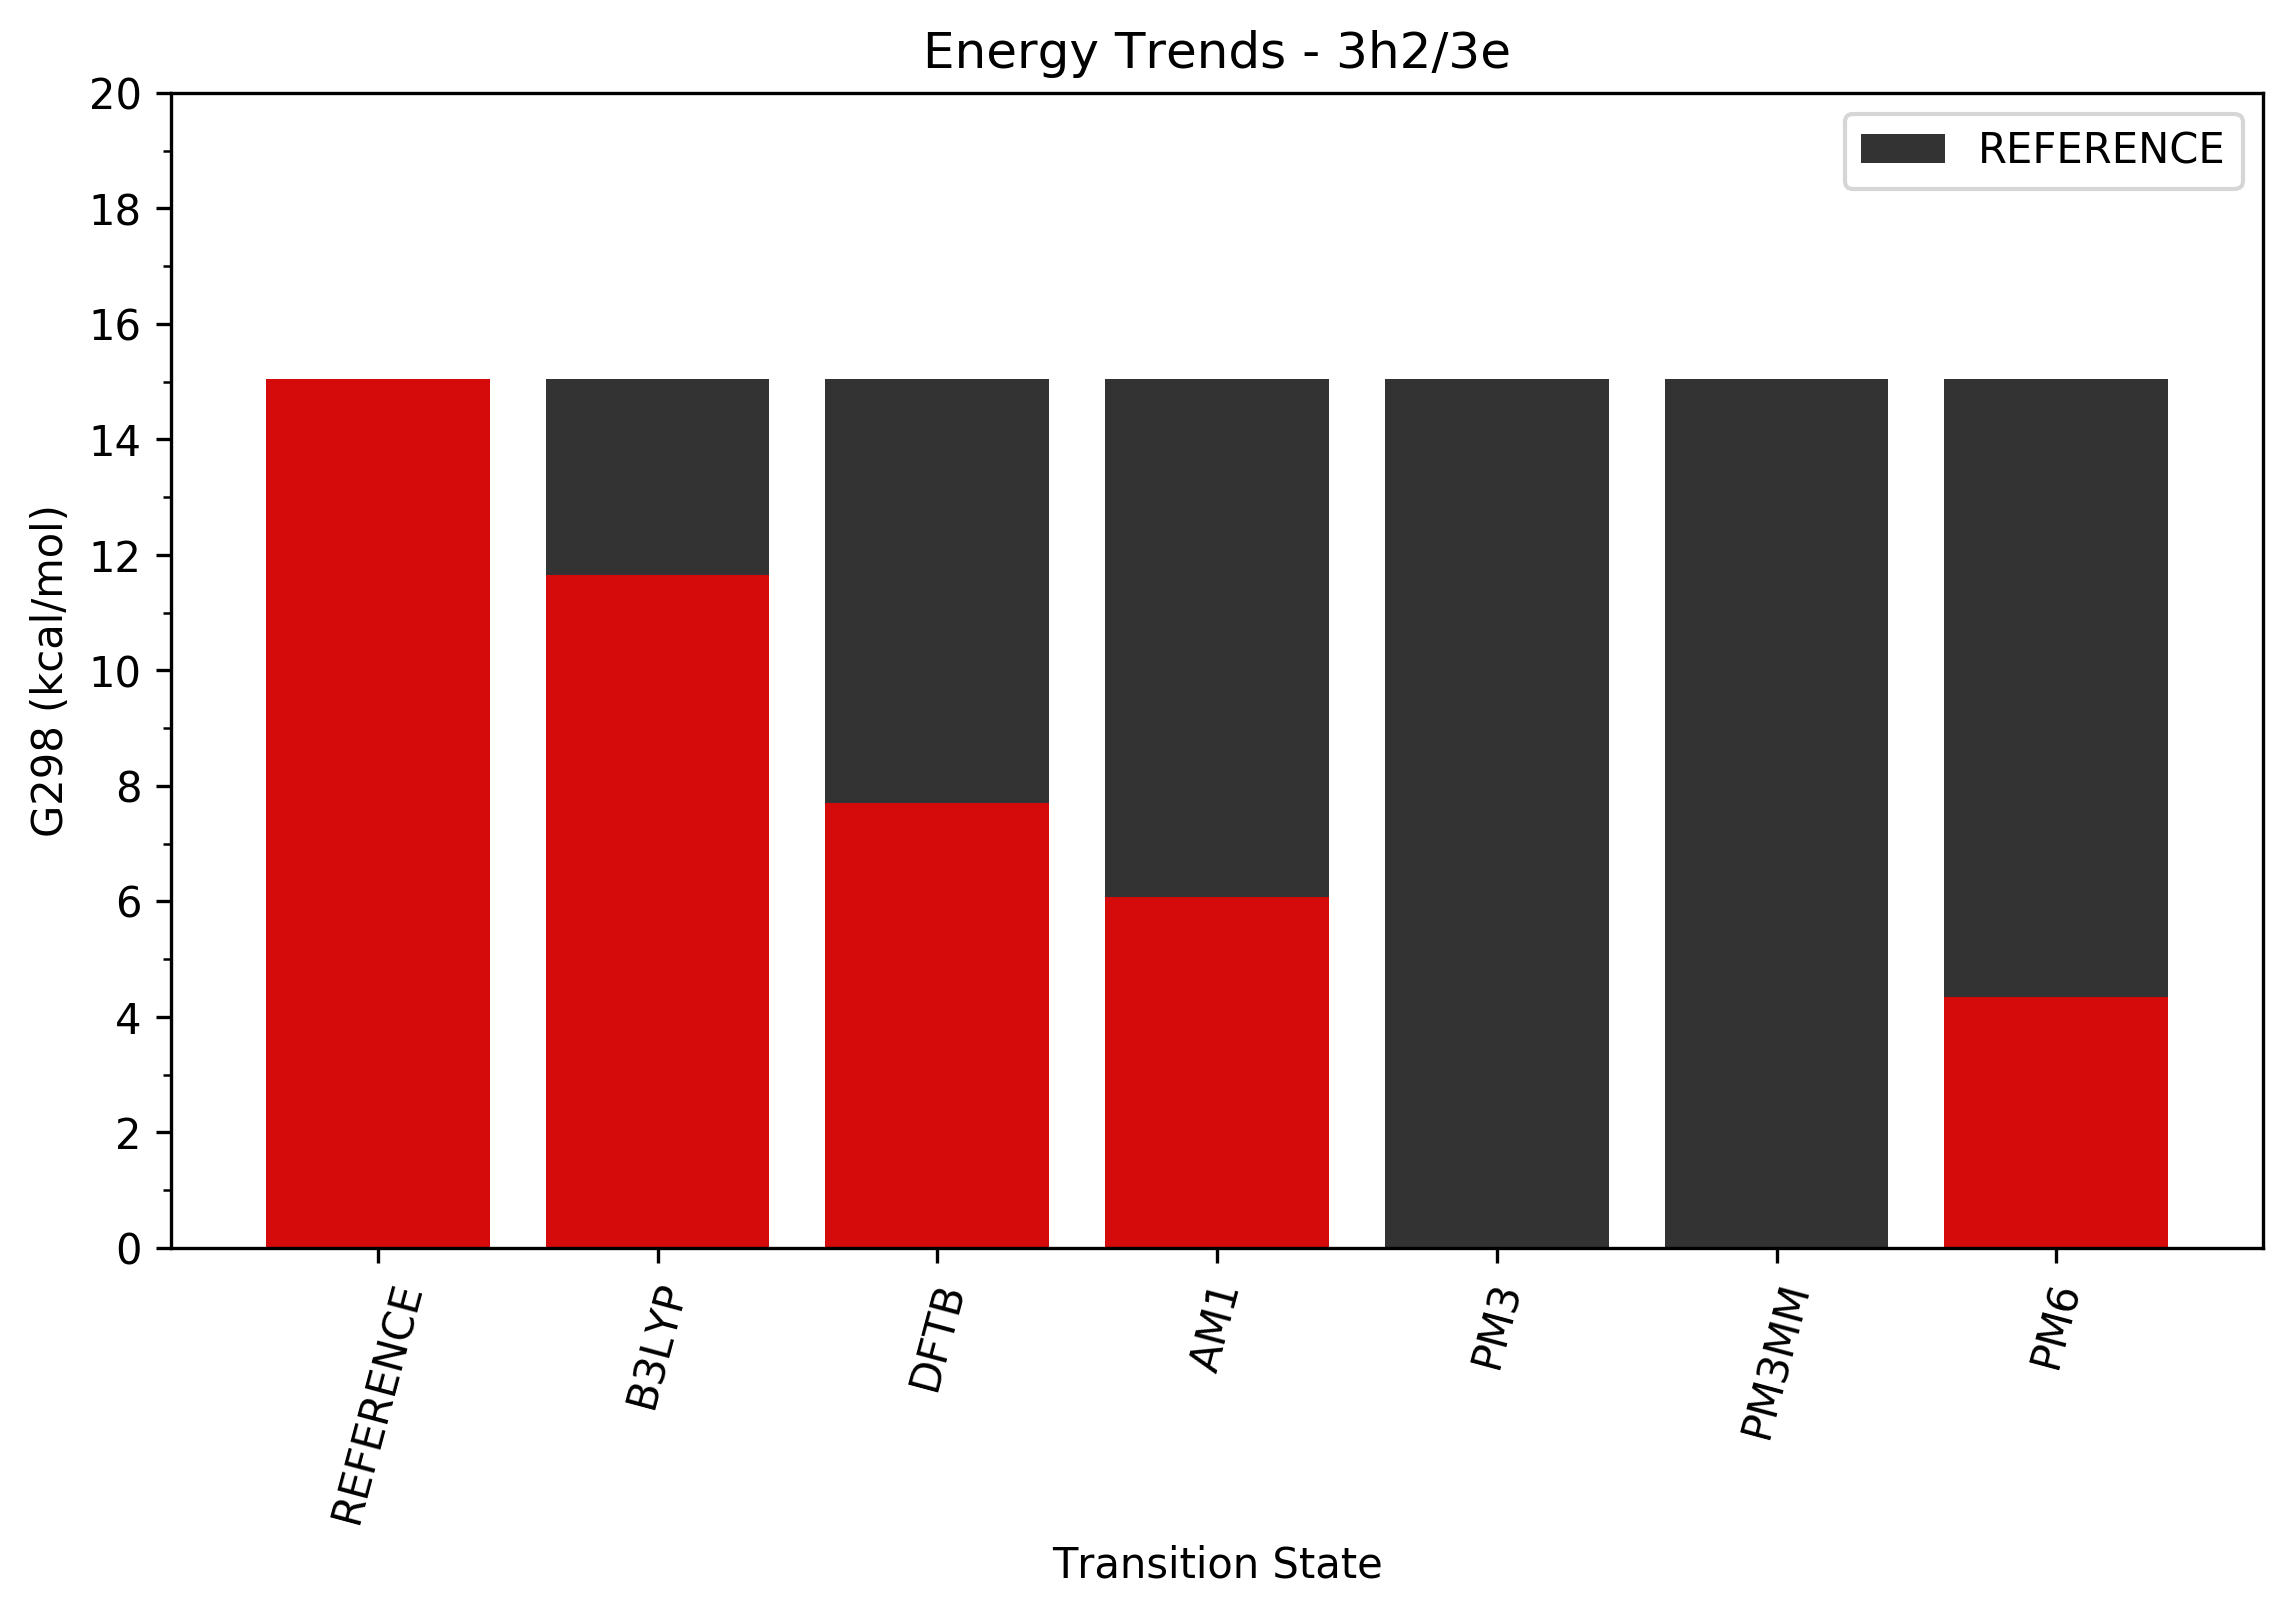 Energy Trends - 3h2/3e
REFERENCE
G298 (kcal/mol)
20
18
16
14
12
10
8
6
4
2
0
REFERENCE
B3LYP
DFTB
AM1
PM3
PM3MM
PM6
Transition State